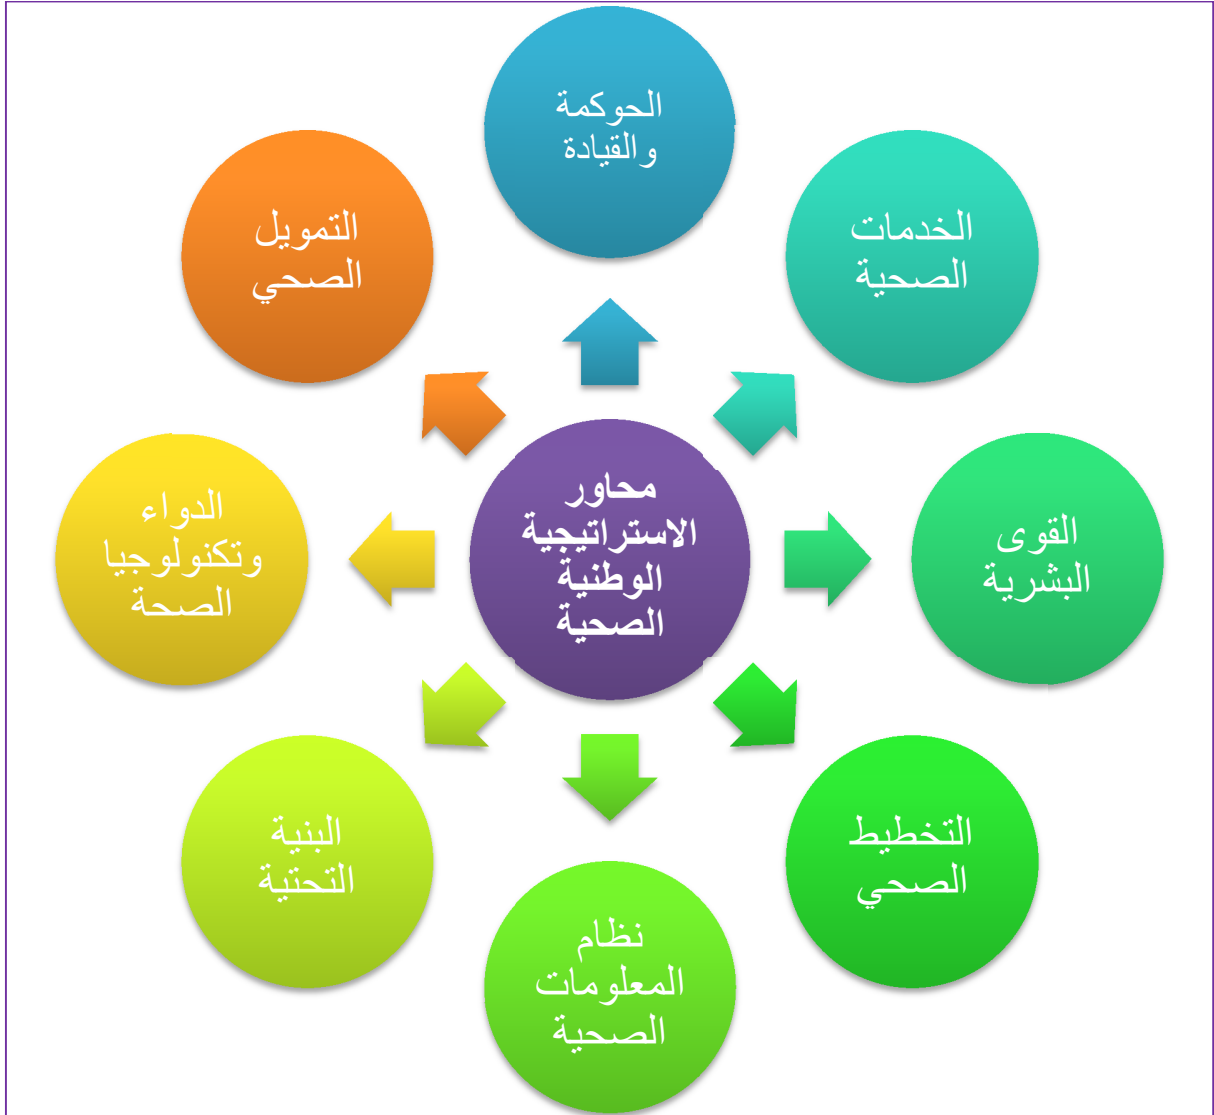 الحوكمة
والقيادة
الخدمات
الصحية
القوى
البشرية
التخطيط
الصحي
نظام
المعلومات
الصحية
البنية
التحتية
الدواء
وتكنولوجيا
الصحة
التمويل
الصحي
محاور
الاستراتيجية
الوطنية
الصحية